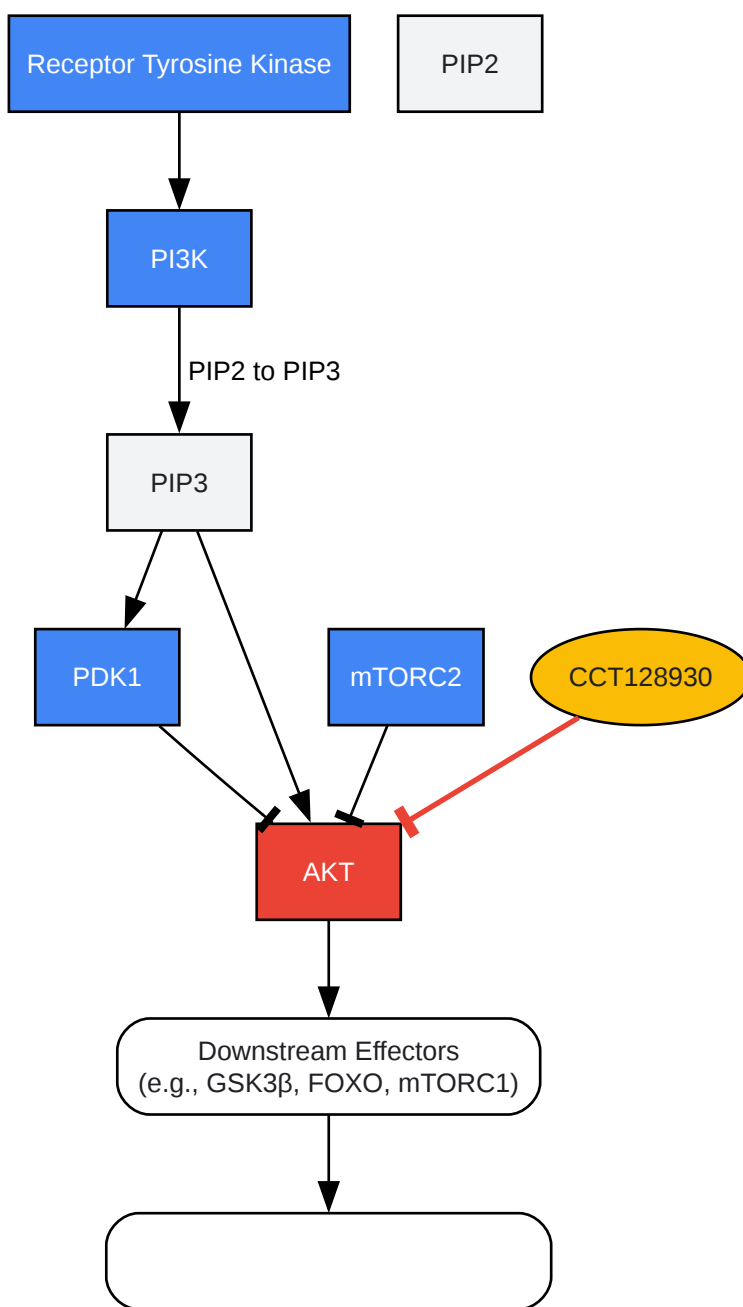 Receptor Tyrosine Kinase
PIP2
PI3K
PIP2 to PIP3
PIP3
PDK1
mTORC2
CCT128930
AKT
Downstream Effectors
(e.g., GSK3β, FOXO, mTORC1)